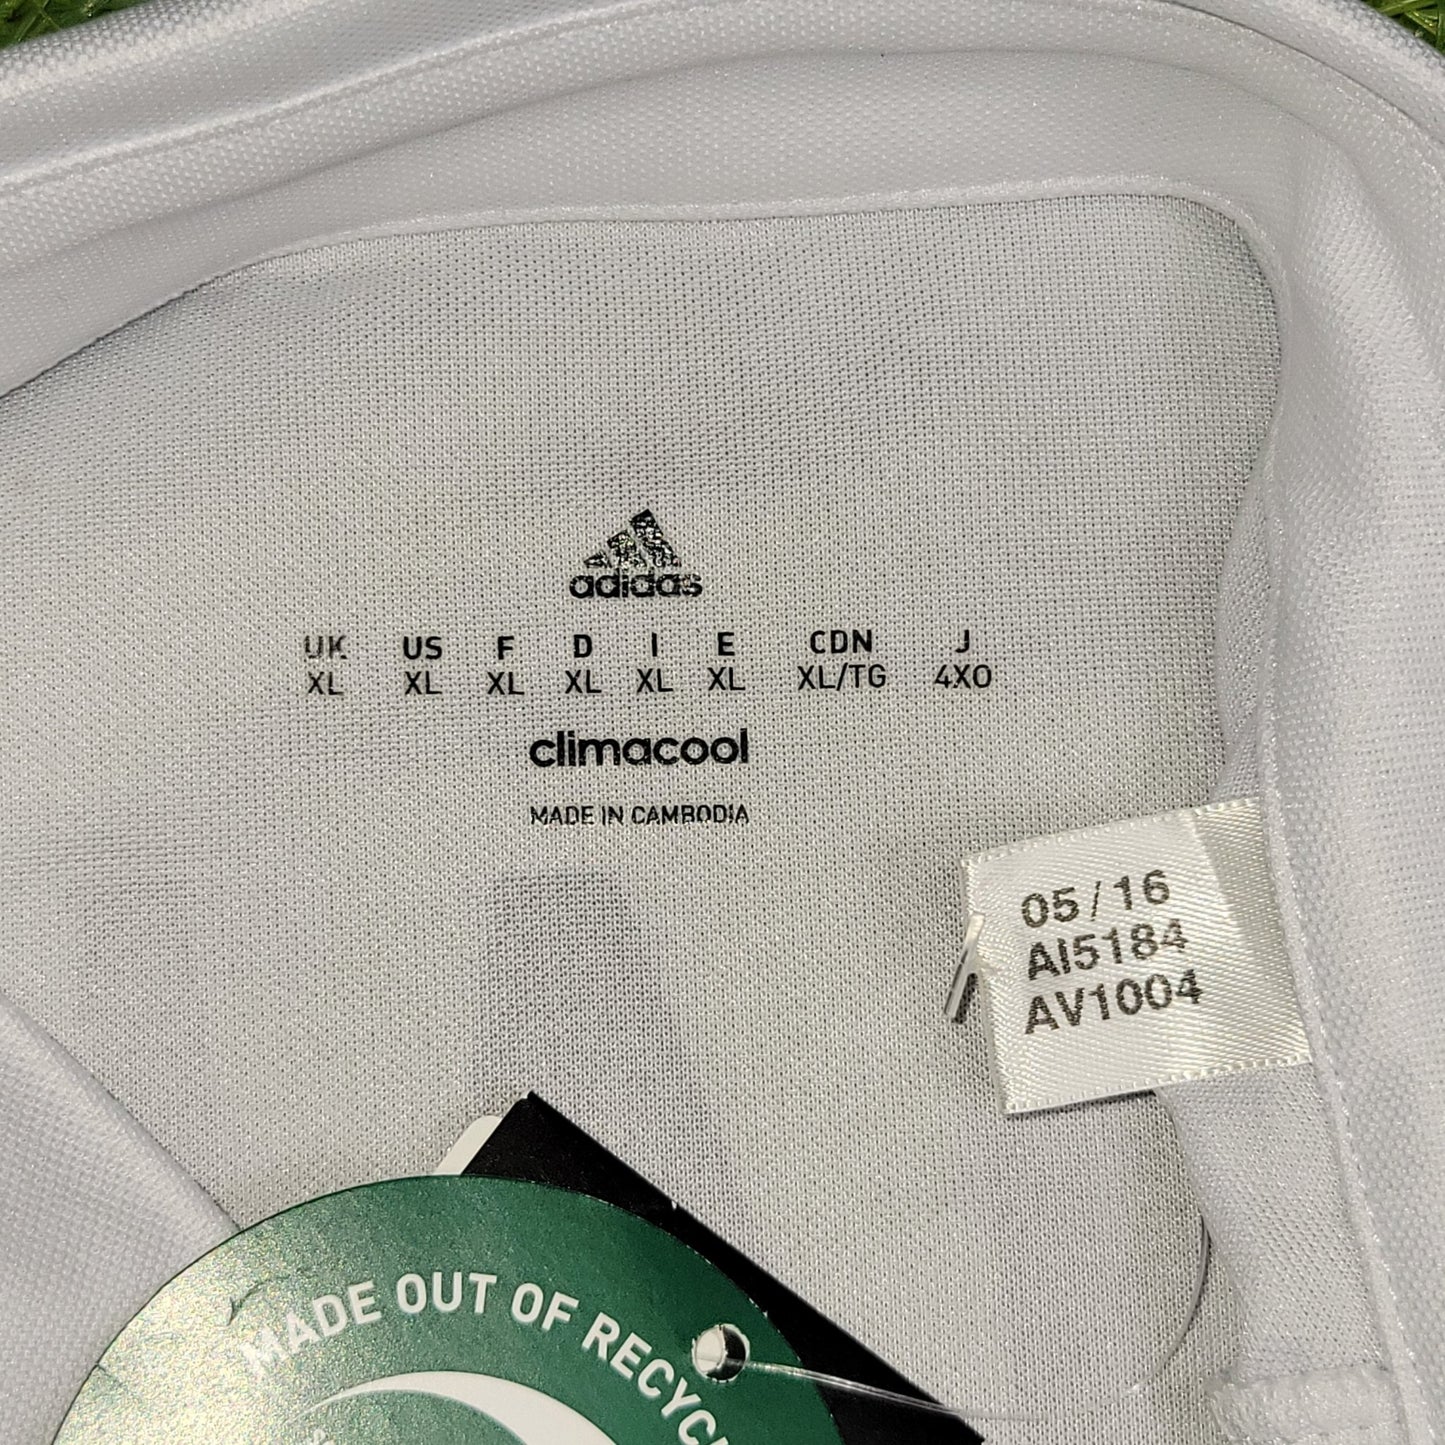 adidas
UK US F D I E CDN J
XL XL XL XL XL XL XL/TG 4XO
climacool
MADE IN CAMBODIA
05/16
AI5184
AV1004
MADE OUT OF RECYC